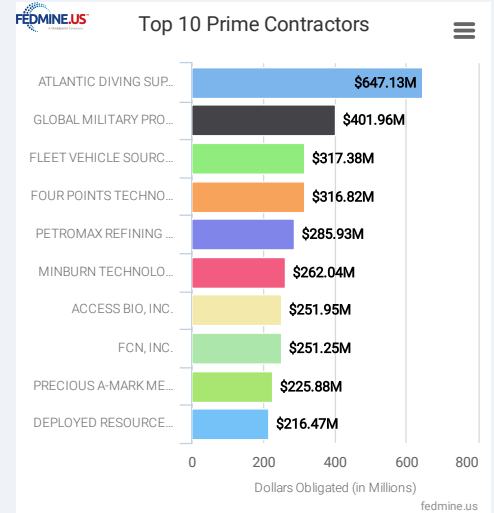 FEDMINE.US™
Top 10 Prime Contractors
ATLANTIC DIVING SUP... $647.13M
GLOBAL MILITARY PRO... $401.96M
FLEET VEHICLE SOURC... $317.38M
FOUR POINTS TECHNO... $316.82M
PETROMAX REFINING ... $285.93M
MINBURN TECHNOLO... $262.04M
ACCESS BIO, INC. $251.95M
FCN, INC. $251.25M
PRECIOUS A-MARK ME... $225.88M
DEPLOYED RESOURCE... $216.47M
0 200 400 600 800
Dollars Obligated (in Millions)
fedmine.us